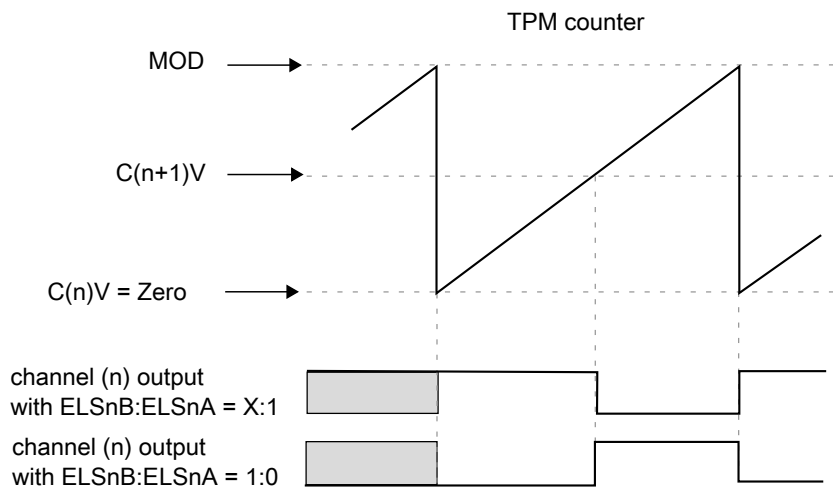 TPM counter
MOD
C(n+1)V
C(n)V = Zero
channel (n) output
with ELSnB:ELSnA = X:1
channel (n) output
with ELSnB:ELSnA = 1:0